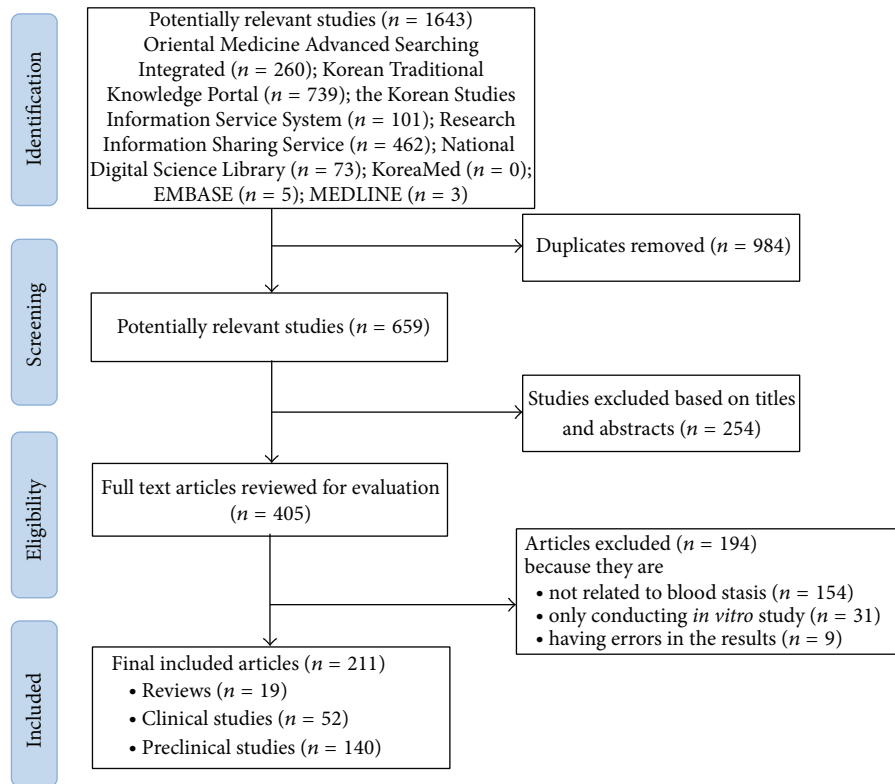 Identification
Potentially relevant studies (n = 1643)
Oriental Medicine Advanced Searching
Integrated (n = 260); Korean Traditional
Knowledge Portal (n = 739); the Korean Studies
Information Service System (n = 101); Research
Information Sharing Service (n = 462); National
Digital Science Library (n = 73); KoreaMed (n = 0);
EMBASE (n = 5); MEDLINE (n = 3)
Duplicates removed (n = 984)
Screening
Potentially relevant studies (n = 659)
Studies excluded based on titles
and abstracts (n = 254)
Eligibility
Full text articles reviewed for evaluation
(n = 405)
Articles excluded (n = 194)
because they are
• not related to blood stasis (n = 154)
• only conducting in vitro study (n = 31)
• having errors in the results (n = 9)
Included
Final included articles (n = 211)
• Reviews (n = 19)
• Clinical studies (n = 52)
• Preclinical studies (n = 140)